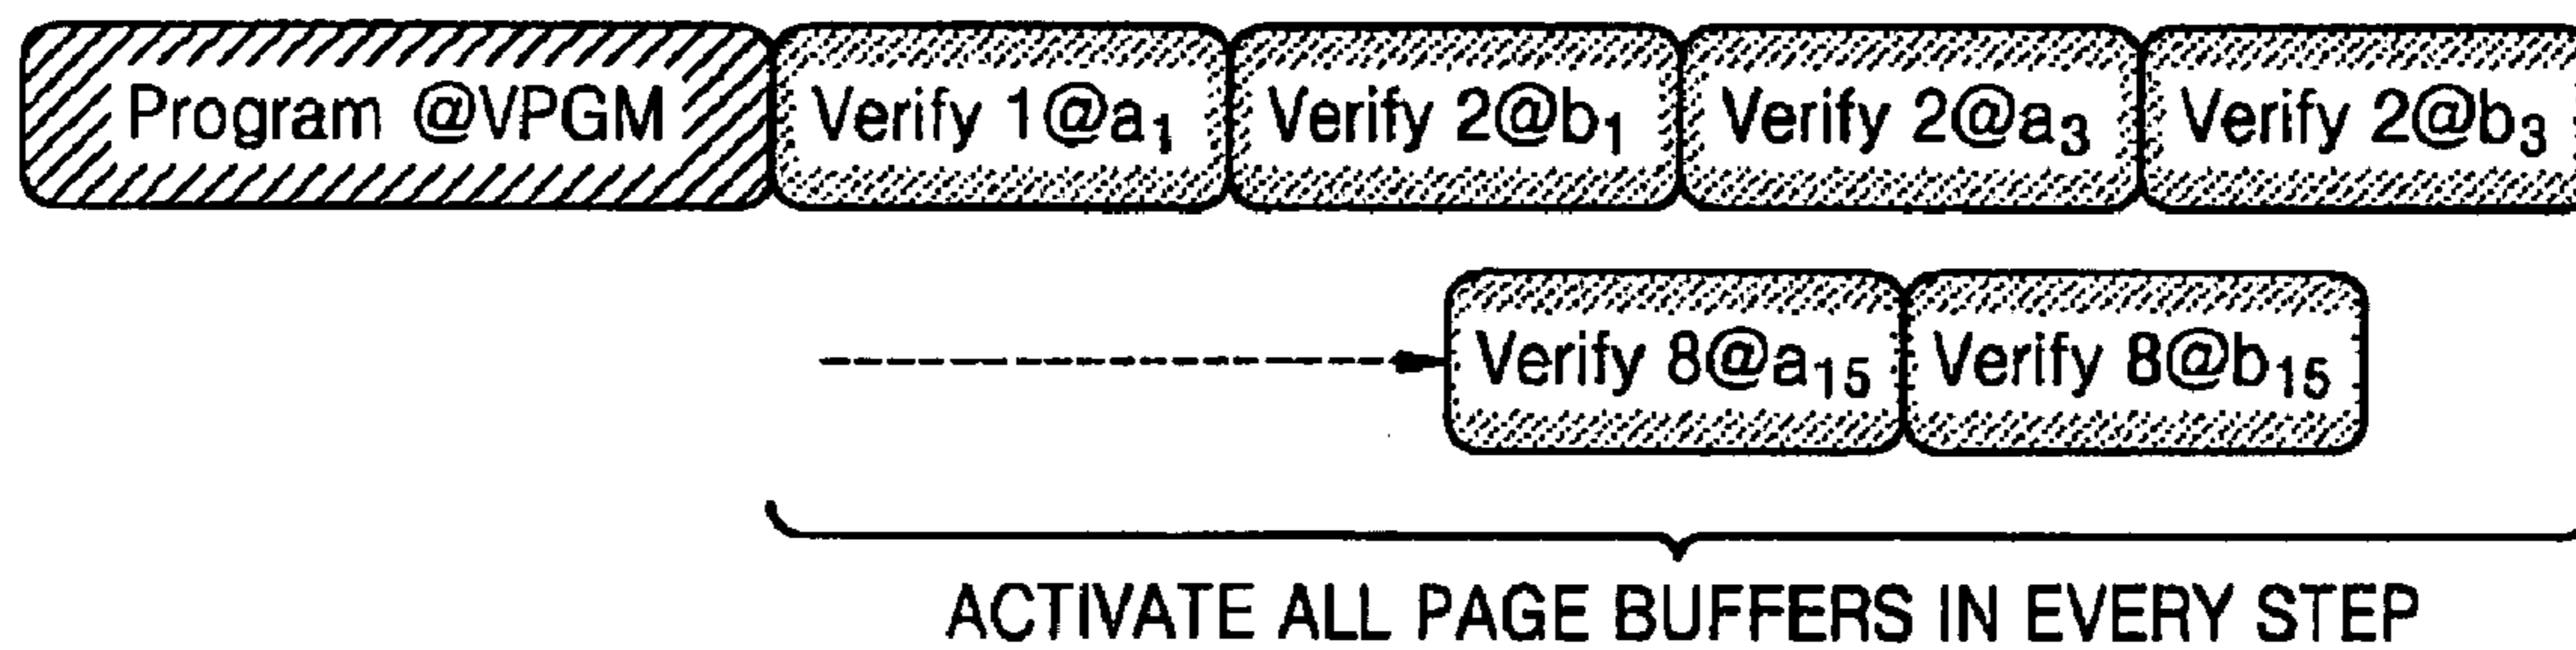 Program @VPGM Verify 1@a₁ Verify 2@b₁ Verify 2@a₃ Verify 2@b₃
Verify 8@a₁₅ Verify 8@b₁₅
ACTIVATE ALL PAGE BUFFERS IN EVERY STEP